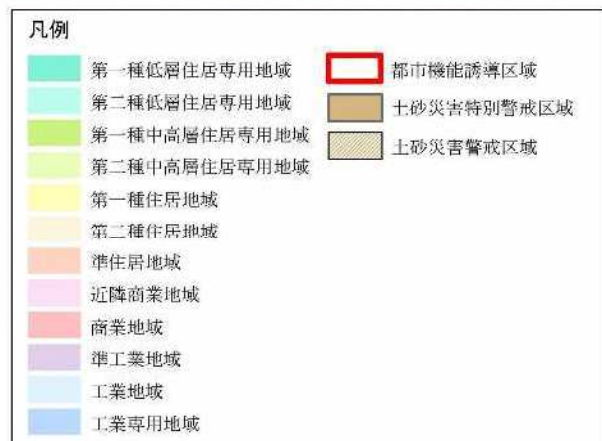 凡例
第一種低層住居専用地域
第二種低層住居専用地域
第一種中高層住居専用地域
第二種中高層住居専用地域
第一種住居地域
第二種住居地域
準住居地域
近隣商業地域
商業地域
準工業地域
工業地域
工業専用地域
都市機能誘導区域
土砂災害特別警戒区域
土砂災害警戒区域